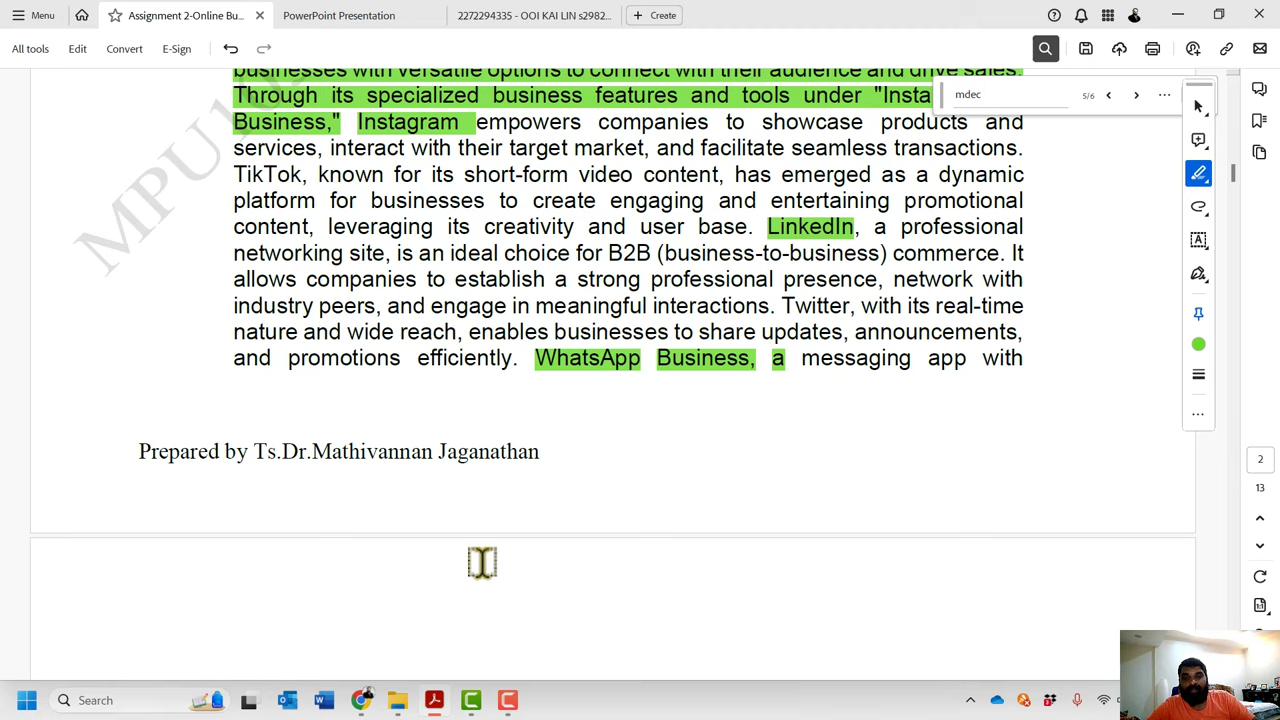 Menu
Assignment 2-Online Bu...
PowerPoint Presentation
2272294335 - OOI KAI LIN s2982...
Create
All tools
Edit
Convert
E-Sign
businesses with versatile options to connect with their audience and drive sales.
mdec
5/6
Through its specialized business features and tools under "Insta
Business," Instagram empowers companies to showcase products and
services, interact with their target market, and facilitate seamless transactions.
TikTok, known for its short-form video content, has emerged as a dynamic
platform for businesses to create engaging and entertaining promotional
content, leveraging its creativity and user base. LinkedIn, a professional
networking site, is an ideal choice for B2B (business-to-business) commerce. It
allows companies to establish a strong professional presence, network with
industry peers, and engage in meaningful interactions. Twitter, with its real-time
nature and wide reach, enables businesses to share updates, announcements,
and promotions efficiently. WhatsApp Business, a messaging app with
Prepared by Ts.Dr.Mathivannan Jaganathan
2
13
Search